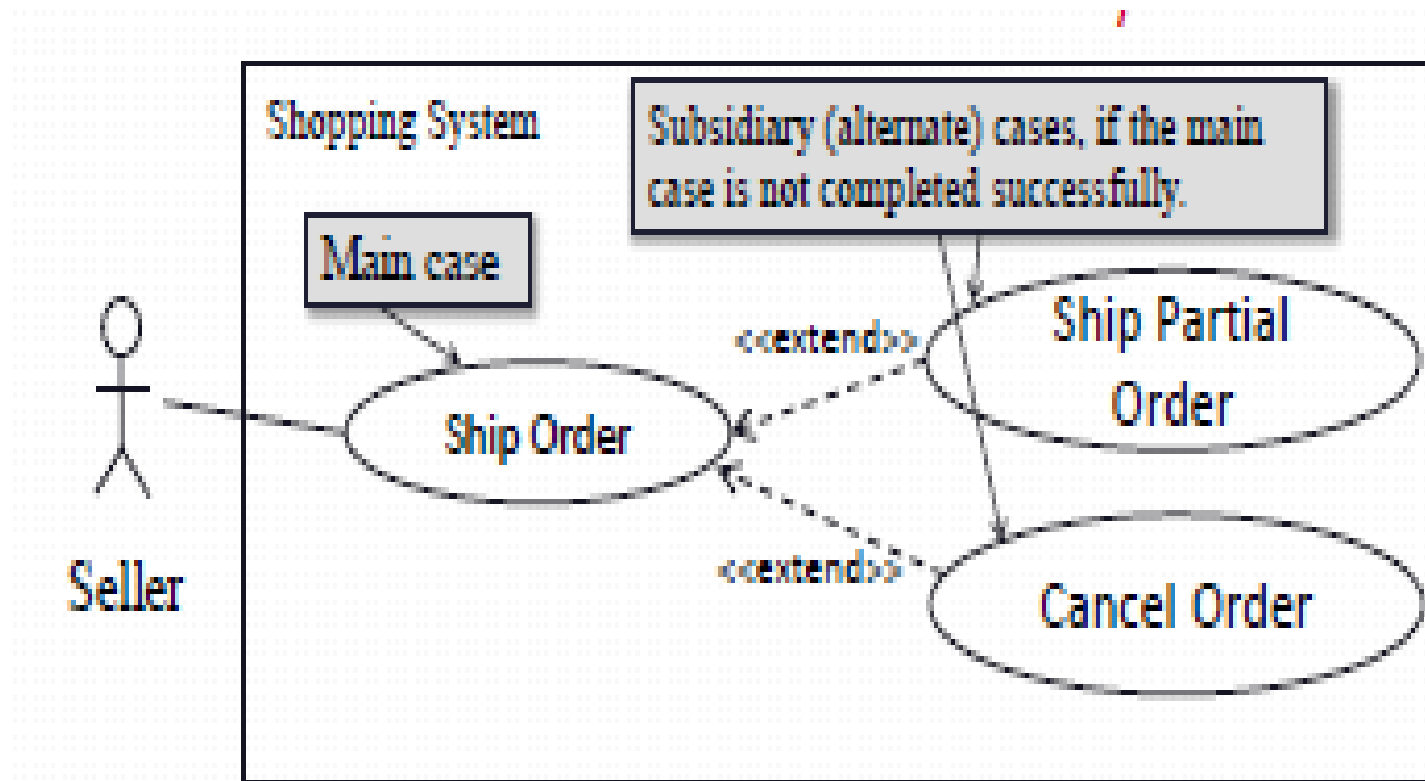 Shopping System
Subsidiary (alternate) cases, if the main
case is not completed successfully.
Main case
<<extend>>
Ship Partial
Order
Ship Order
<<extend>>
Seller
Cancel Order